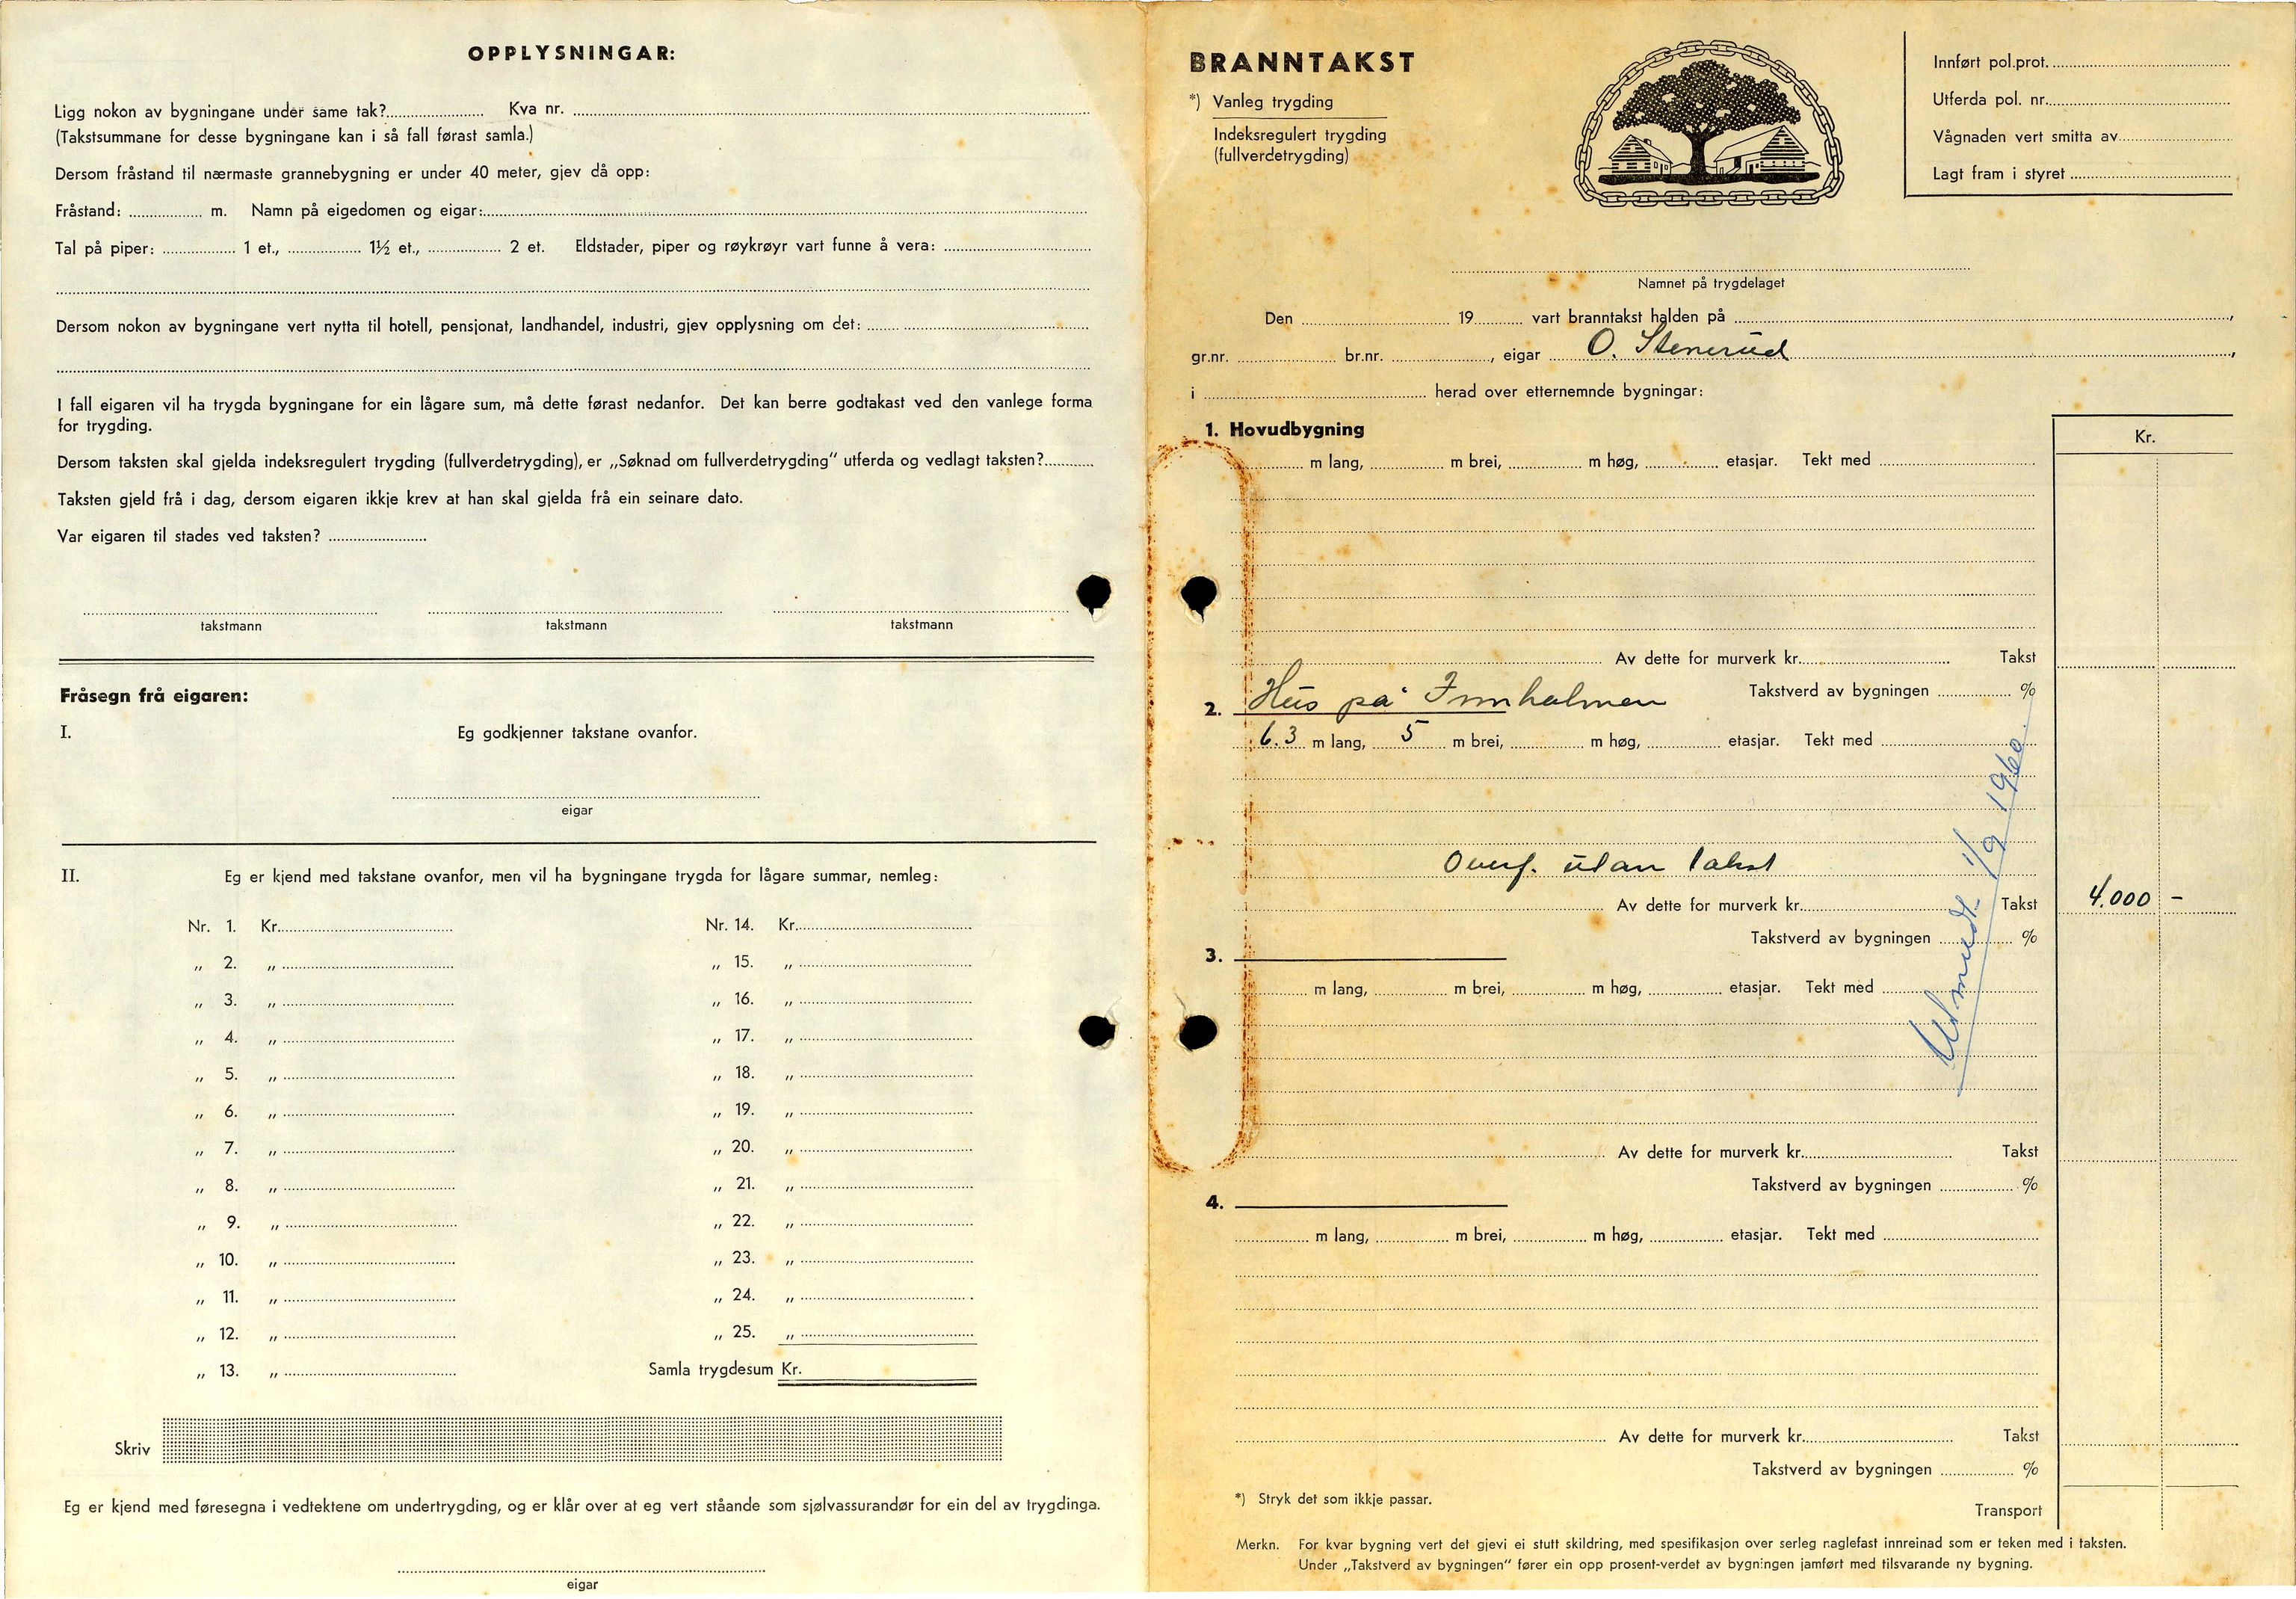 OPPLYSNINGAR:
Ligg nokon av bygningane under same tak?.................... Kva nr. ....................
(Takstsummane for desse bygningane kan i så fall førast samla.)
Dersom fråstand til nærmaste grannebygning er under 40 meter, gjev då opp:
Fråstand: .................. m. Namn på eigedomen og eigar:....................
Tal på piper: .................. 1 et., .................. 1½ et., .................. 2 et. Eldstader, piper og røykrøyr vart funne å vera: ....................
Dersom nokon av bygningane vert nytta til hotell, pensjonat, landhandel, industri, gjev opplysning om det: ....................
I fall eigaren vil ha trygda bygningane for ein lågare sum, må dette førast nedanfor. Det kan berre godtakast ved den vanlege forma
for trygding.
Dersom taksten skal gjelda indeksregulert trygding (fullverdetrygding), er „Søknad om fullverdetrygding" utferda og vedlagt taksten?............
Taksten gjeld frå i dag, dersom eigaren ikkje krev at han skal gjelda frå ein seinare dato.
Var eigaren til stades ved taksten? ....................
takstmann takstmann takstmann
Fråsegn frå eigaren:
I. Eg godkjenner takstane ovanfor.
eigar
II. Eg er kjend med takstane ovanfor, men vil ha bygningane trygda for lågare summar, nemleg:
Nr. 1. Kr.................... Nr. 14. Kr....................
„ 2. „ .................... „ 15. „ ....................
„ 3. „ .................... „ 16. „ ....................
„ 4. „ .................... „ 17. „ ....................
„ 5. „ .................... „ 18. „ ....................
„ 6. „ .................... „ 19. „ ....................
„ 7. „ .................... „ 20. „ ....................
„ 8. „ .................... „ 21. „ ....................
„ 9. „ .................... „ 22. „ ....................
„ 10. „ .................... „ 23. „ ....................
„ 11. „ .................... „ 24. „ ....................
„ 12. „ .................... „ 25. „ ....................
„ 13. „ .................... Samla trygdesum Kr.
Skriv
Eg er kjend med føresegna i vedtektene om undertrygding, og er klår over at eg vert ståande som sjølvassurandør for ein del av trygdinga.
eigar
BRANNTAKST
*) Vanleg trygding
Indeksregulert trygding
(fullverdetrygding)
Innført pol.prot....................
Utferda pol. nr....................
Vågnaden vert smitta av....................
Lagt fram i styret ....................
Namnet på trygdelaget
Den .................... 19............ vart branntakst halden på ....................,
gr.nr. .................... br.nr. ...................., eigar O. Stenerud,
i .................... herad over etternemnde bygningar:
1. Hovudbygning
Kr.
............ m lang, ............ m brei, ............ m høg, ............ etasjar. Tekt med ....................
Av dette for murverk kr.................... Takst
Takstverd av bygningen ............ %
2. Hus på Innholmen
6.3 m lang, 5 m brei, ............ m høg, ............ etasjar. Tekt med ....................
Overf. utan takst
Av dette for murverk kr.................... Takst 4.000 -
Takstverd av bygningen ............ %
Utmeldt 1/9 1960
3.
............ m lang, ............ m brei, ............ m høg, ............ etasjar. Tekt med ....................
Av dette for murverk kr.................... Takst
Takstverd av bygningen ............ %
4.
............ m lang, ............ m brei, ............ m høg, ............ etasjar. Tekt med ....................
Av dette for murverk kr.................... Takst
Takstverd av bygningen ............ %
*) Stryk det som ikkje passar.
Transport
Merkn. For kvar bygning vert det gjevi ei stutt skildring, med spesifikasjon over serleg naglefast innreinad som er teken med i taksten.
Under „Takstverd av bygningen" fører ein opp prosent-verdet av bygningen jamført med tilsvarande ny bygning.